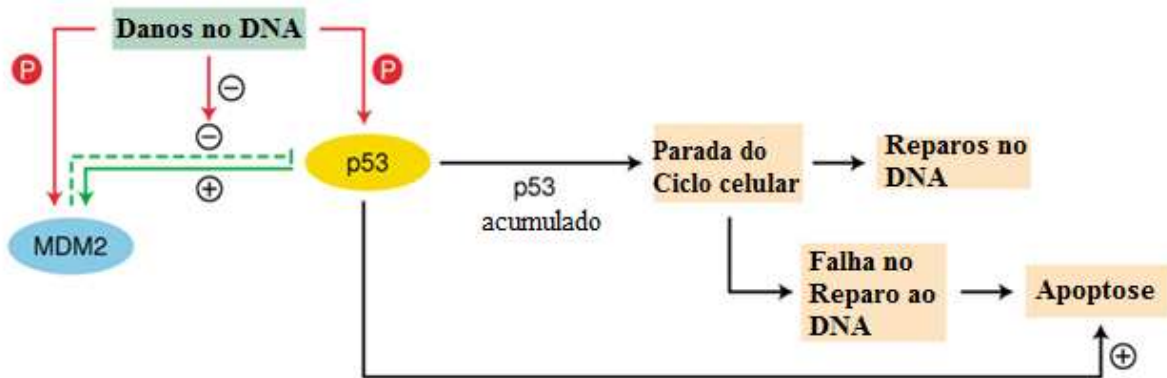 Danos no DNA
P
P
−
−
+
p53
MDM2
p53
acumulado
Parada do
Ciclo celular
Reparos no
DNA
Falha no
Reparo ao
DNA
Apoptose
+